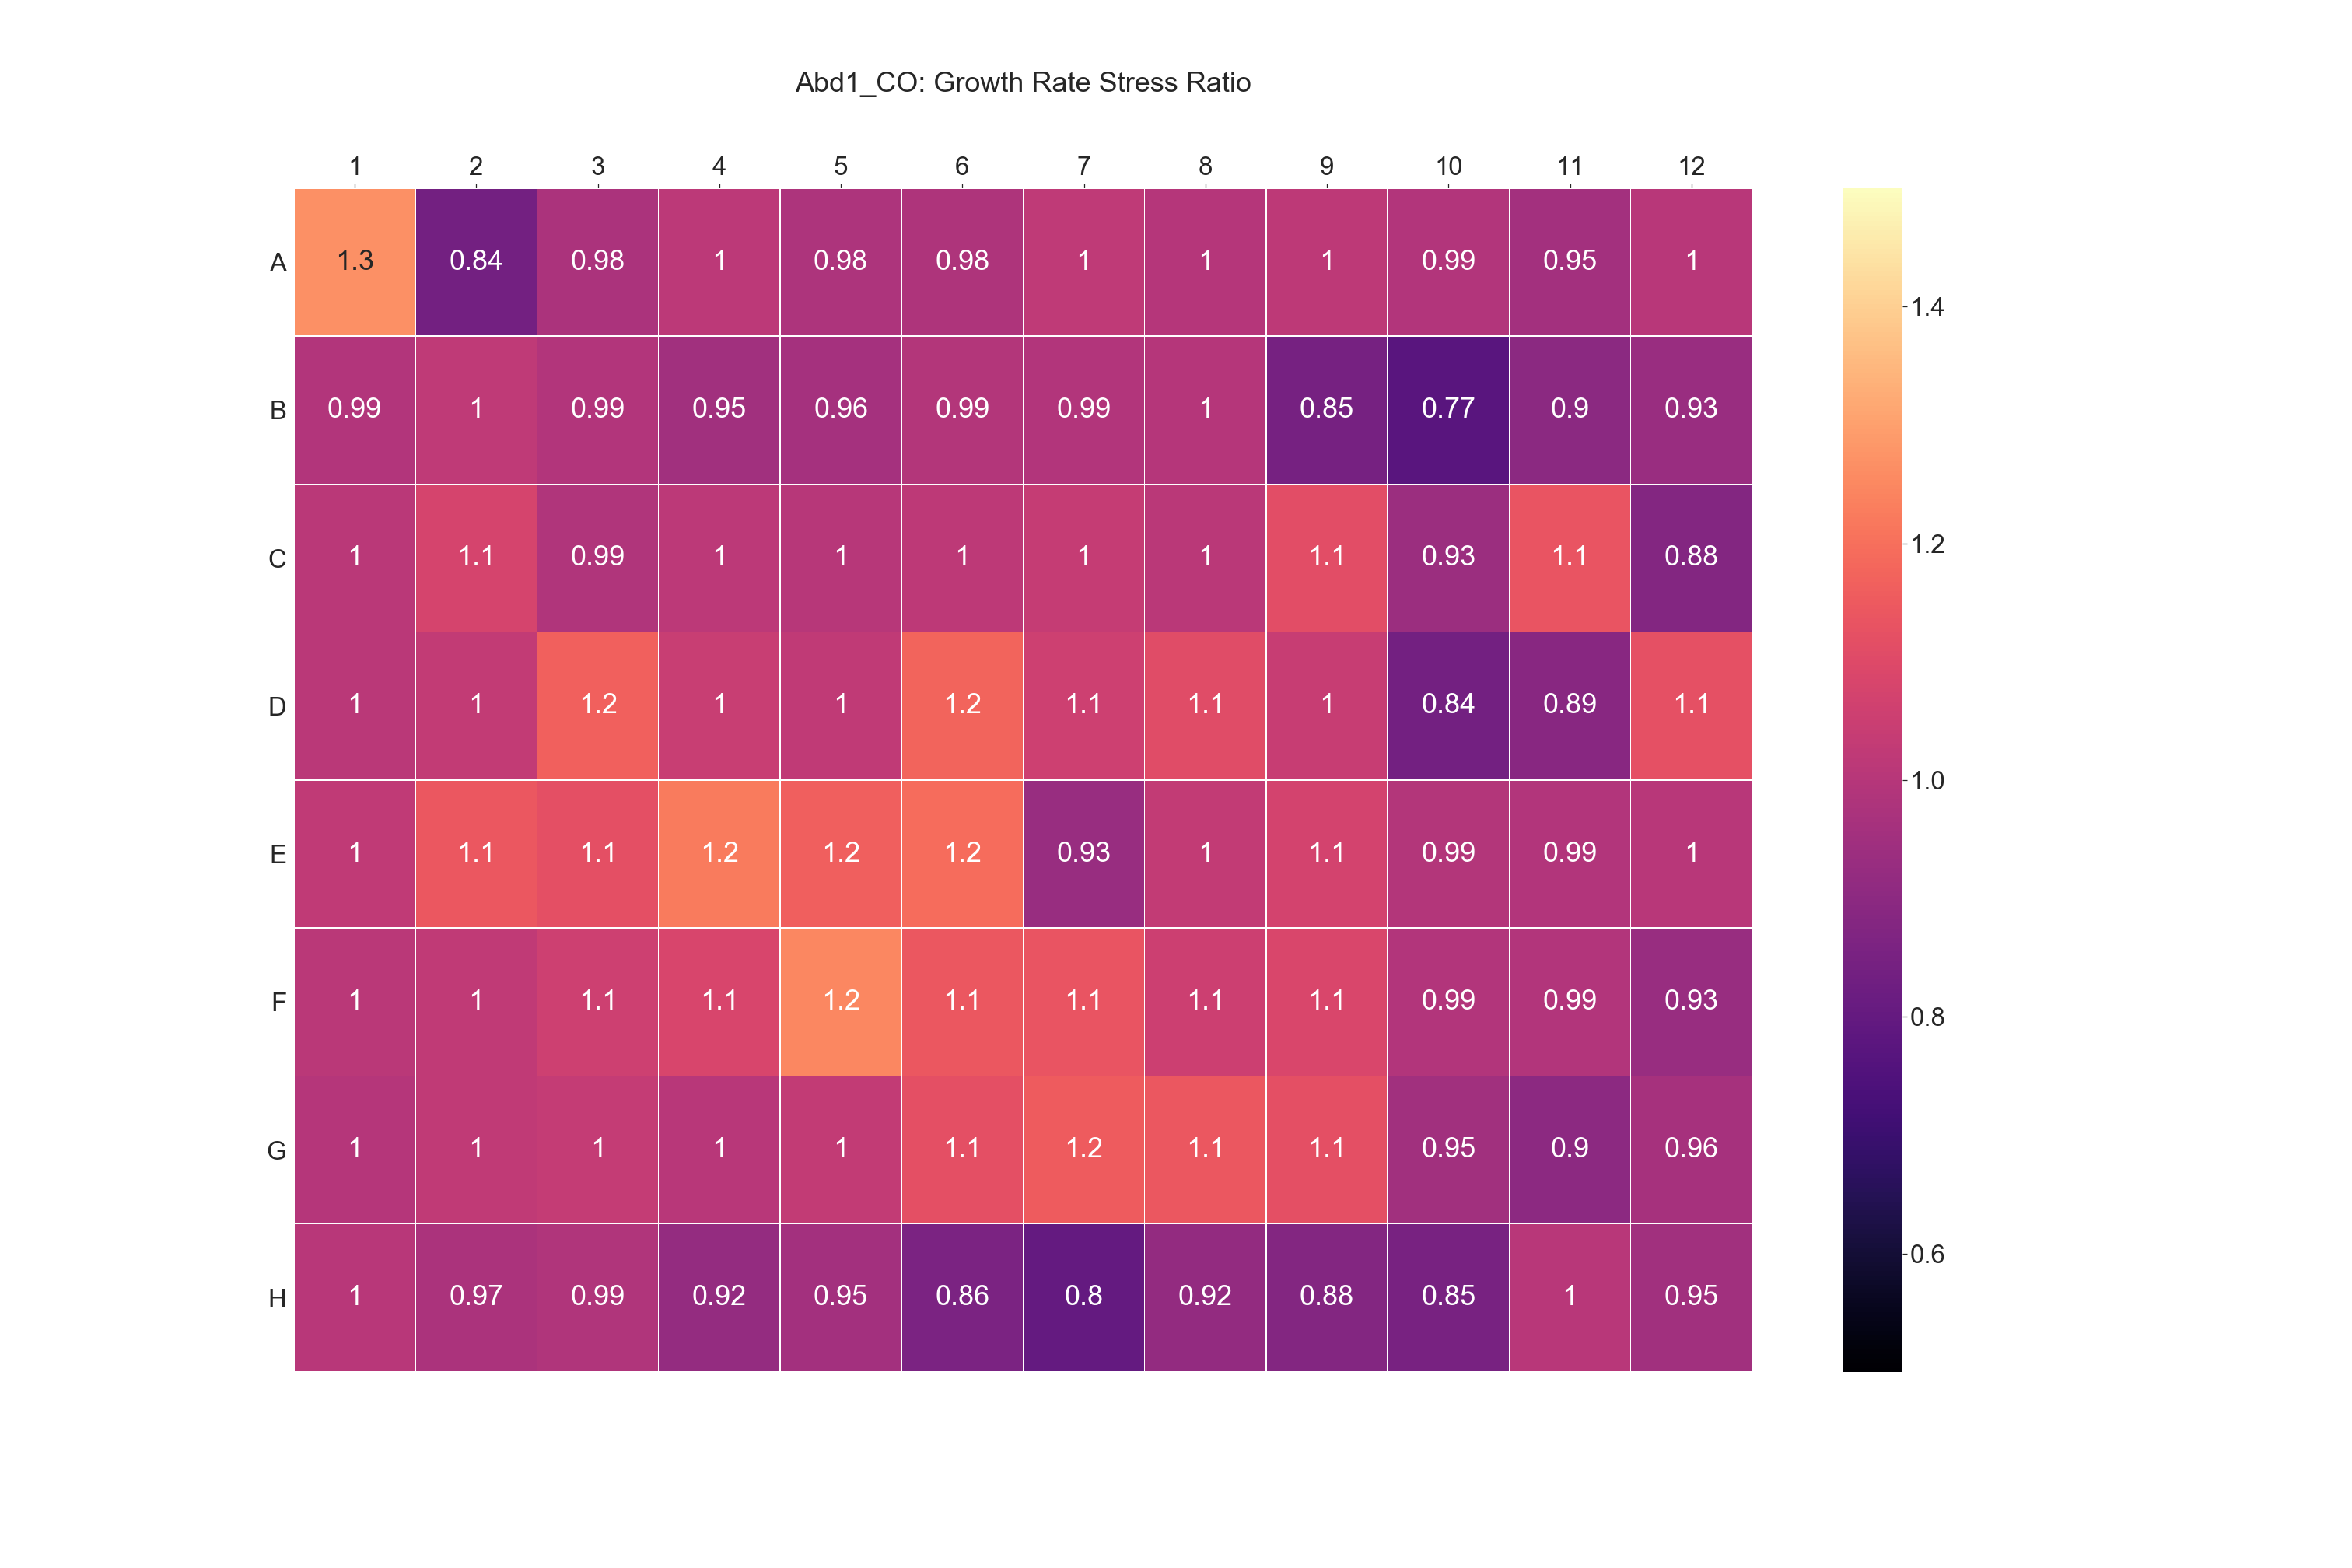 Abd1_CO: Growth Rate Stress Ratio
1 2 3 4 5 6 7 8 9 10 11 12
A 1.3 0.84 0.98 1 0.98 0.98 1 1 1 0.99 0.95 1
1.4
B 0.99 1 0.99 0.95 0.96 0.99 0.99 1 0.85 0.77 0.9 0.93
C 1 1.1 0.99 1 1 1 1 1 1.1 0.93 1.1 0.88
1.2
D 1 1 1.2 1 1 1.2 1.1 1.1 1 0.84 0.89 1.1
1.0
E 1 1.1 1.1 1.2 1.2 1.2 0.93 1 1.1 0.99 0.99 1
F 1 1 1.1 1.1 1.2 1.1 1.1 1.1 1.1 0.99 0.99 0.93
0.8
G 1 1 1 1 1 1.1 1.2 1.1 1.1 0.95 0.9 0.96
0.6
H 1 0.97 0.99 0.92 0.95 0.86 0.8 0.92 0.88 0.85 1 0.95